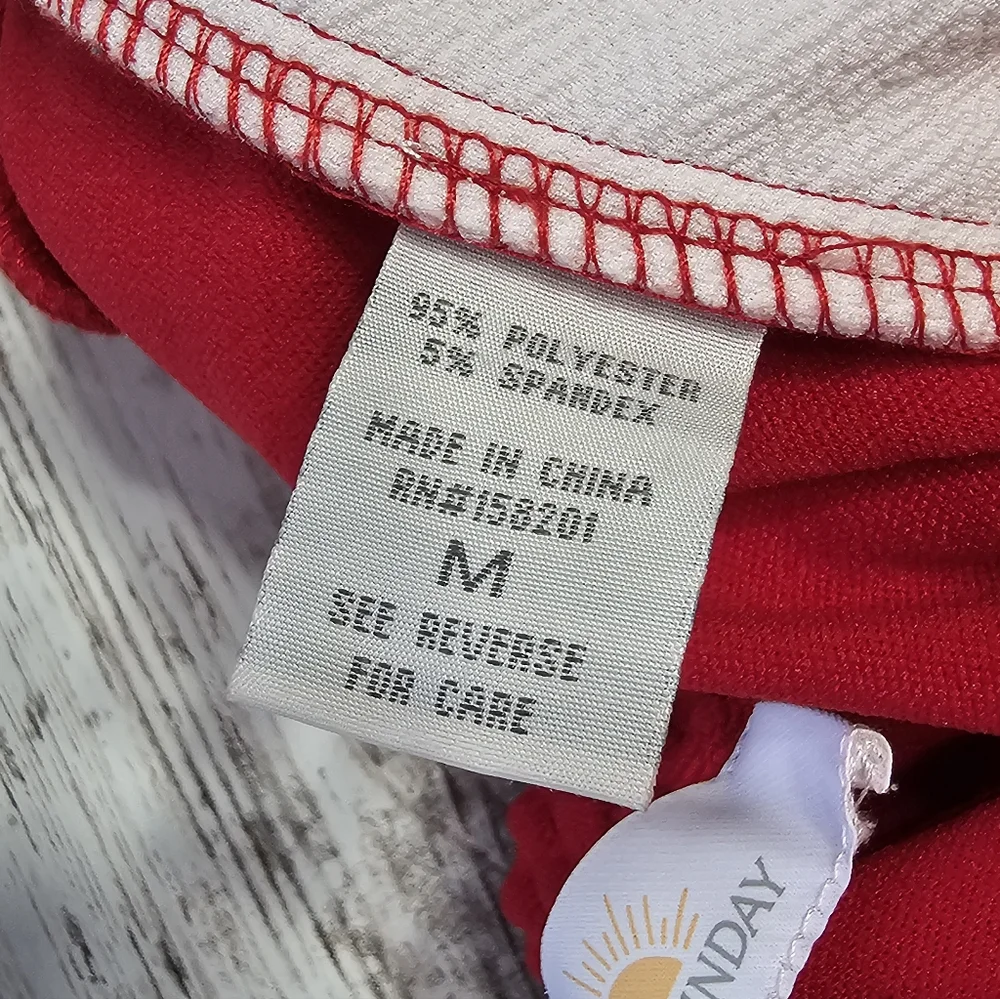 95% POLYESTER
5% SPANDEX
MADE IN CHINA
RN#158201
M
SEE REVERSE
FOR CARE
NDAY